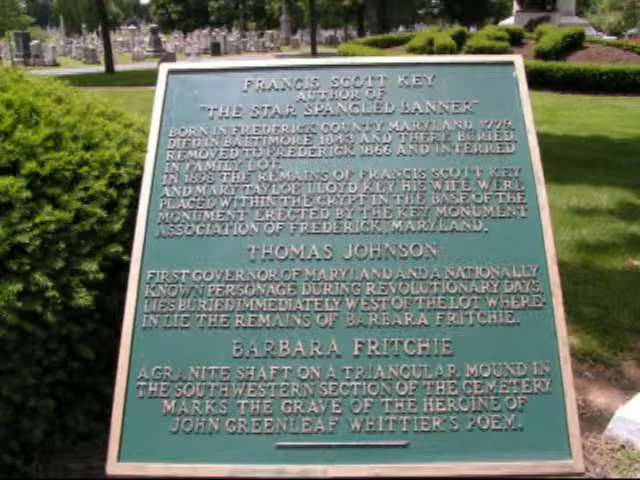 FRANCIS SCOTT KEY
AUTHOR OF
"THE STAR SPANGLED BANNER"
BORN IN FREDERICK COUNTY, MARYLAND, 1779,
DIED IN BALTIMORE 1843, AND THERE BURIED.
REMOVED TO FREDERICK 1866 AND INTERRED
IN FAMILY LOT.
IN 1898 THE REMAINS OF FRANCIS SCOTT KEY
AND MARY TAYLOE LLOYD KEY, HIS WIFE, WERE
PLACED WITHIN THE CRYPT IN THE BASE OF THE
MONUMENT ERECTED BY THE KEY MONUMENT
ASSOCIATION OF FREDERICK, MARYLAND.
THOMAS JOHNSON
FIRST GOVERNOR OF MARYLAND AND A NATIONALLY
KNOWN PERSONAGE DURING REVOLUTIONARY DAYS,
LIES BURIED IMMEDIATELY WEST OF THE LOT WHERE-
IN LIE THE REMAINS OF BARBARA FRITCHIE.
BARBARA FRITCHIE
A GRANITE SHAFT ON A TRIANGULAR MOUND IN
THE SOUTHWESTERN SECTION OF THE CEMETERY
MARKS THE GRAVE OF THE HEROINE OF
JOHN GREENLEAF WHITTIER'S POEM.